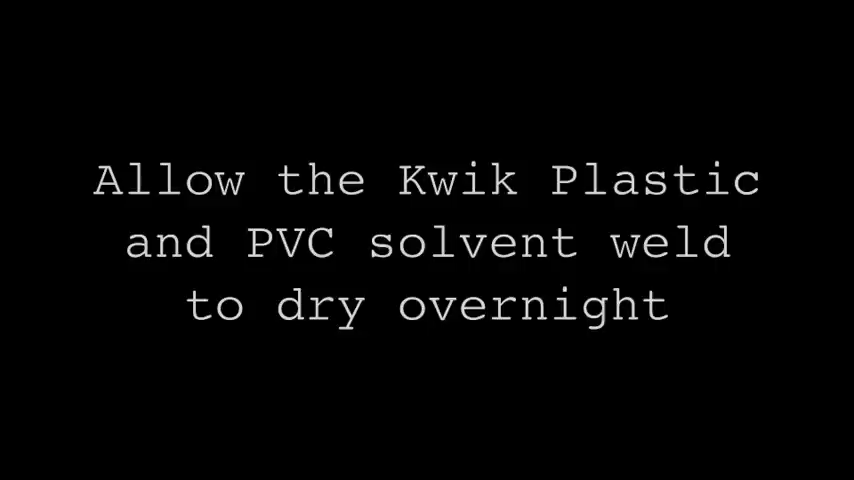 Allow the Kwik Plastic
and PVC solvent weld
to dry overnight